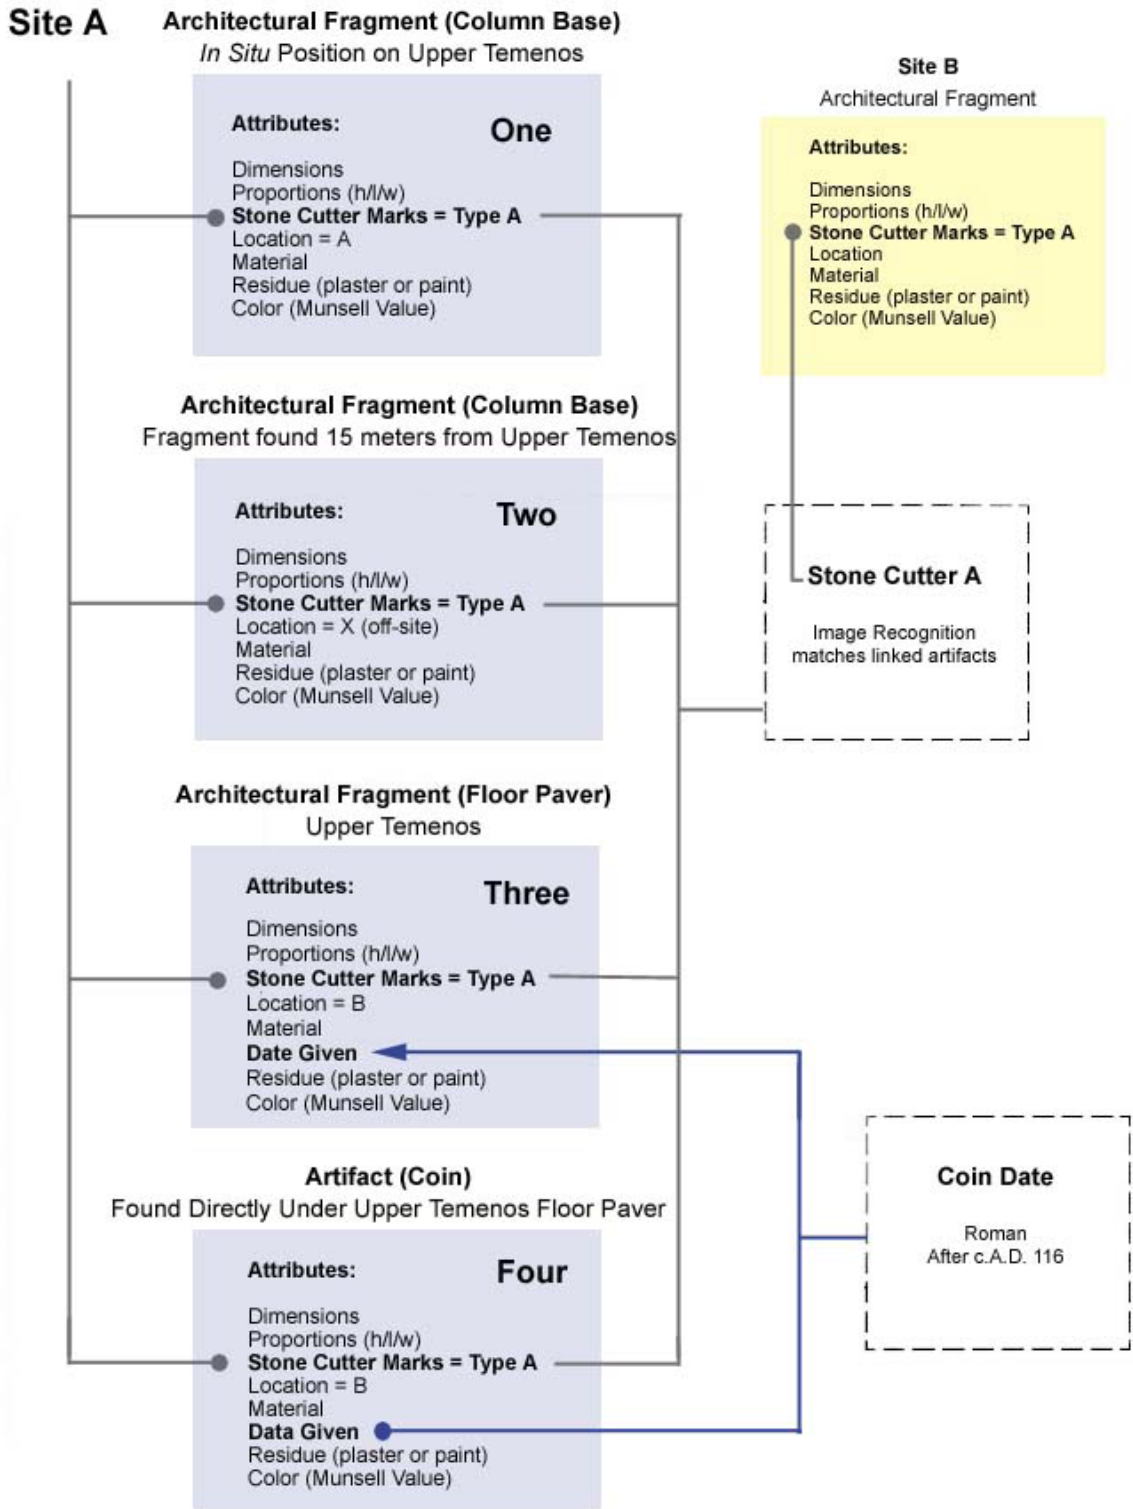 Site A
Architectural Fragment (Column Base)
In Situ Position on Upper Temenos
Attributes:
One
Dimensions
Proportions (h/l/w)
Stone Cutter Marks = Type A
Location = A
Material
Residue (plaster or paint)
Color (Munsell Value)
Site B
Architectural Fragment
Attributes:
Dimensions
Proportions (h/l/w)
Stone Cutter Marks = Type A
Location
Material
Residue (plaster or paint)
Color (Munsell Value)
Architectural Fragment (Column Base)
Fragment found 15 meters from Upper Temenos
Attributes:
Two
Dimensions
Proportions (h/l/w)
Stone Cutter Marks = Type A
Location = X (off-site)
Material
Residue (plaster or paint)
Color (Munsell Value)
Stone Cutter A
Image Recognition
matches linked artifacts
Architectural Fragment (Floor Paver)
Upper Temenos
Attributes:
Three
Dimensions
Proportions (h/l/w)
Stone Cutter Marks = Type A
Location = B
Material
Date Given
Residue (plaster or paint)
Color (Munsell Value)
Artifact (Coin)
Found Directly Under Upper Temenos Floor Paver
Attributes:
Four
Dimensions
Proportions (h/l/w)
Stone Cutter Marks = Type A
Location = B
Material
Data Given
Residue (plaster or paint)
Color (Munsell Value)
Coin Date
Roman
After c.A.D. 116